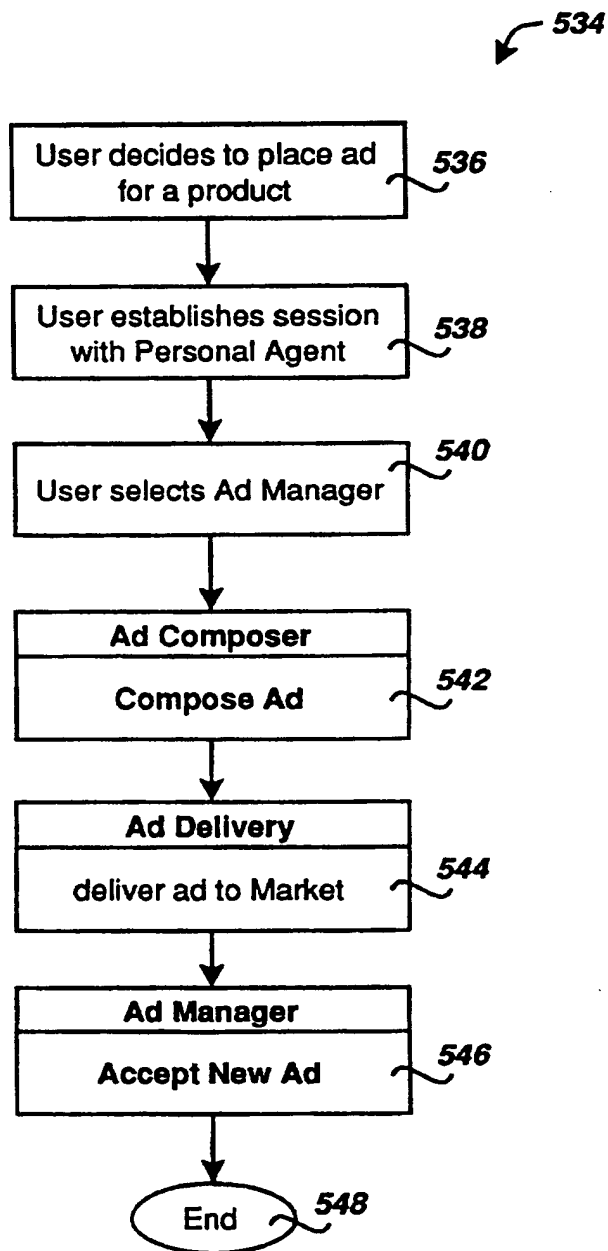 534
User decides to place ad
for a product
536
User establishes session
with Personal Agent
538
540
User selects Ad Manager
Ad Composer
Compose Ad
542
Ad Delivery
deliver ad to Market
544
Ad Manager
Accept New Ad
546
End
548